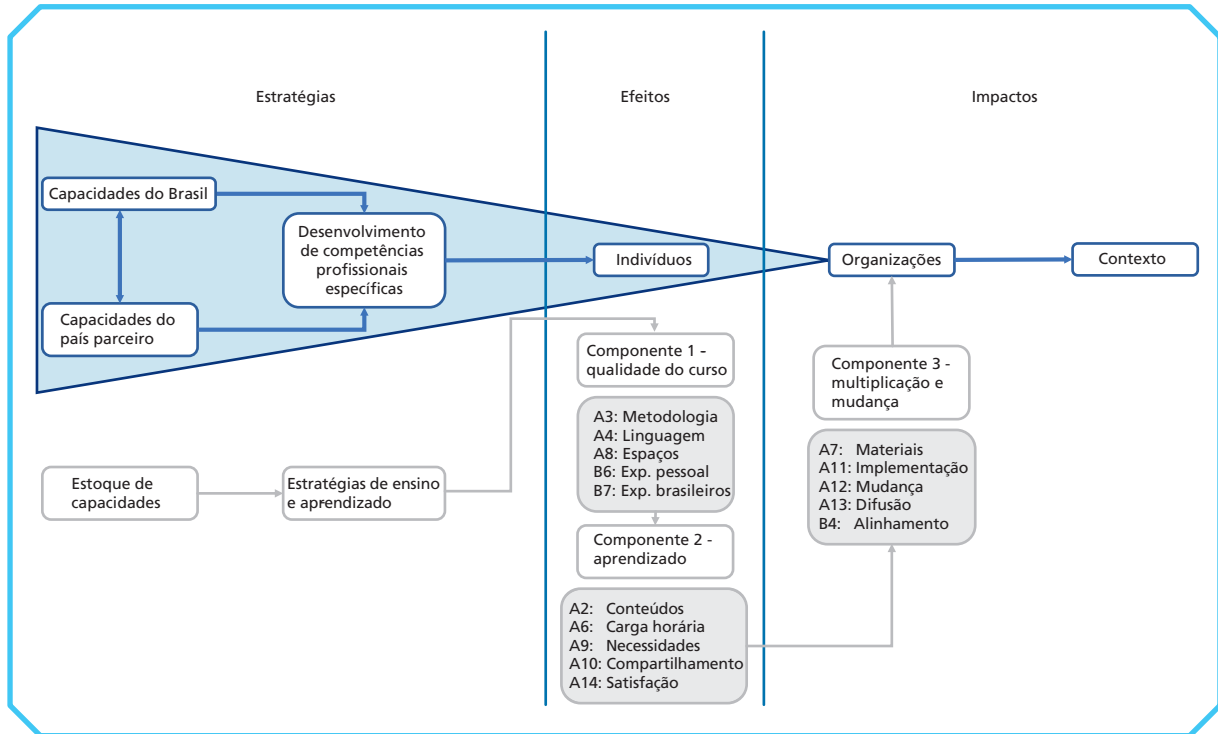 Estratégias
Efeitos
Impactos
Capacidades do Brasil
Desenvolvimento
de competências
profissionais
específicas
Capacidades do
país parceiro
Indivíduos
Organizações
Contexto
Estoque de
capacidades
Estratégias de ensino
e aprendizado
Componente 1 -
qualidade do curso
A3: Metodologia
A4: Linguagem
A8: Espaços
B6: Exp. pessoal
B7: Exp. brasileiros
Componente 2 -
aprendizado
A2: Conteúdos
A6: Carga horária
A9: Necessidades
A10: Compartilhamento
A14: Satisfação
Componente 3 -
multiplicação e
mudança
A7: Materiais
A11: Implementação
A12: Mudança
A13: Difusão
B4: Alinhamento